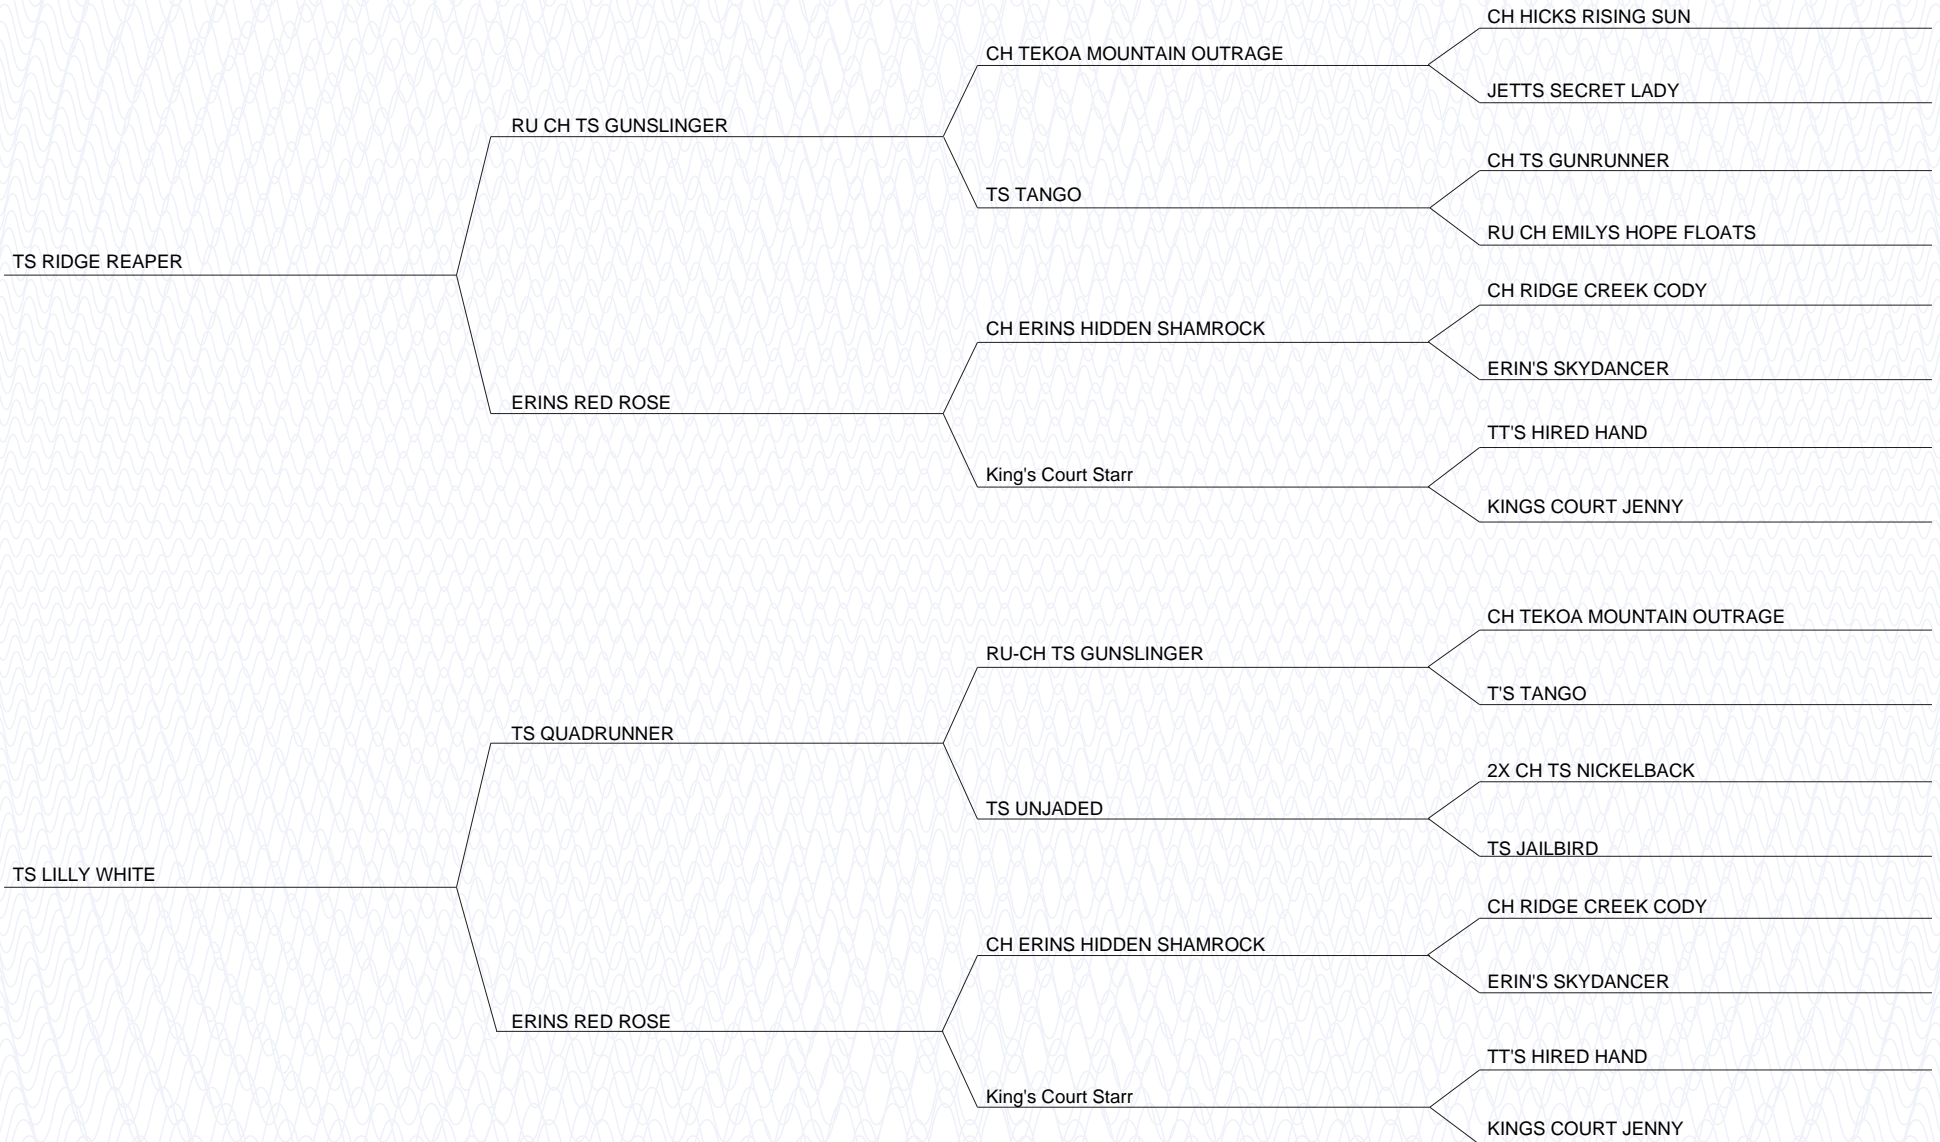 CH HICKS RISING SUN
CH TEKOA MOUNTAIN OUTRAGE
JETTS SECRET LADY
RU CH TS GUNSLINGER
CH TS GUNRUNNER
TS TANGO
RU CH EMILYS HOPE FLOATS
TS RIDGE REAPER
CH RIDGE CREEK CODY
CH ERINS HIDDEN SHAMROCK
ERIN'S SKYDANCER
ERINS RED ROSE
TT'S HIRED HAND
King's Court Starr
KINGS COURT JENNY
CH TEKOA MOUNTAIN OUTRAGE
RU-CH TS GUNSLINGER
T'S TANGO
TS QUADRUNNER
2X CH TS NICKELBACK
TS UNJADED
TS JAILBIRD
TS LILLY WHITE
CH RIDGE CREEK CODY
CH ERINS HIDDEN SHAMROCK
ERIN'S SKYDANCER
ERINS RED ROSE
TT'S HIRED HAND
King's Court Starr
KINGS COURT JENNY